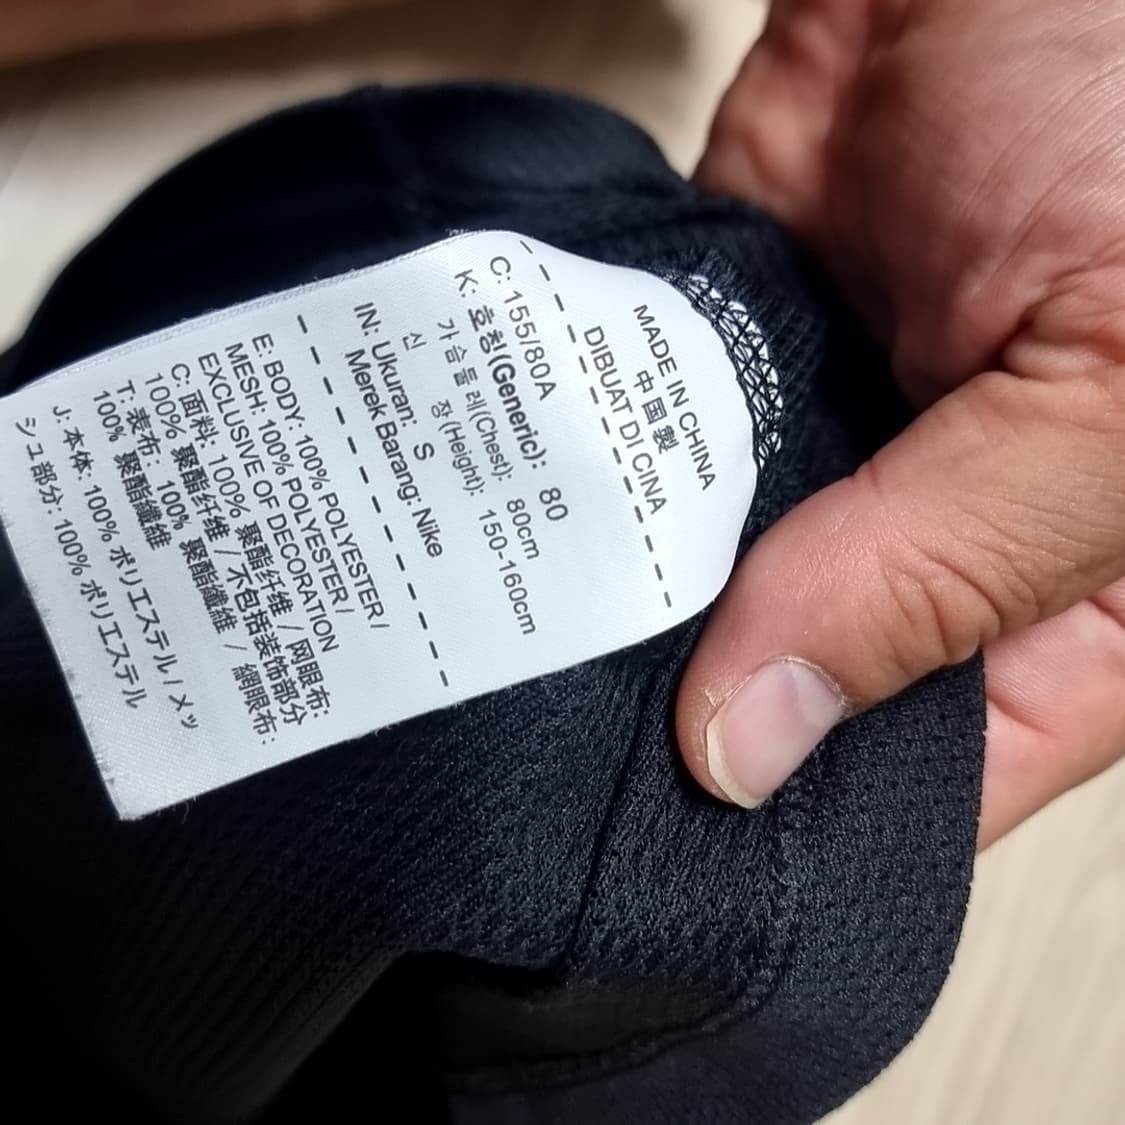 MADE IN CHINA
中国製
DIBUAT DI CINA
C: 155/80A
K: 호칭(Generic): 80
가슴둘레(Chest): 80cm
신 장(Height): 150-160cm
IN: Ukuran: S
Merek Barang: Nike
E: BODY: 100% POLYESTER /
MESH: 100% POLYESTER /
EXCLUSIVE OF DECORATION
C: 面料: 100% 聚酯纤维 / 网眼布:
100% 聚酯纤维 / 不包括装饰部分
T: 表布: 100% 聚酯纖維 / 網眼布:
100% 聚酯纖維
J: 本体: 100% ポリエステル / メッ
シュ部分: 100% ポリエステル